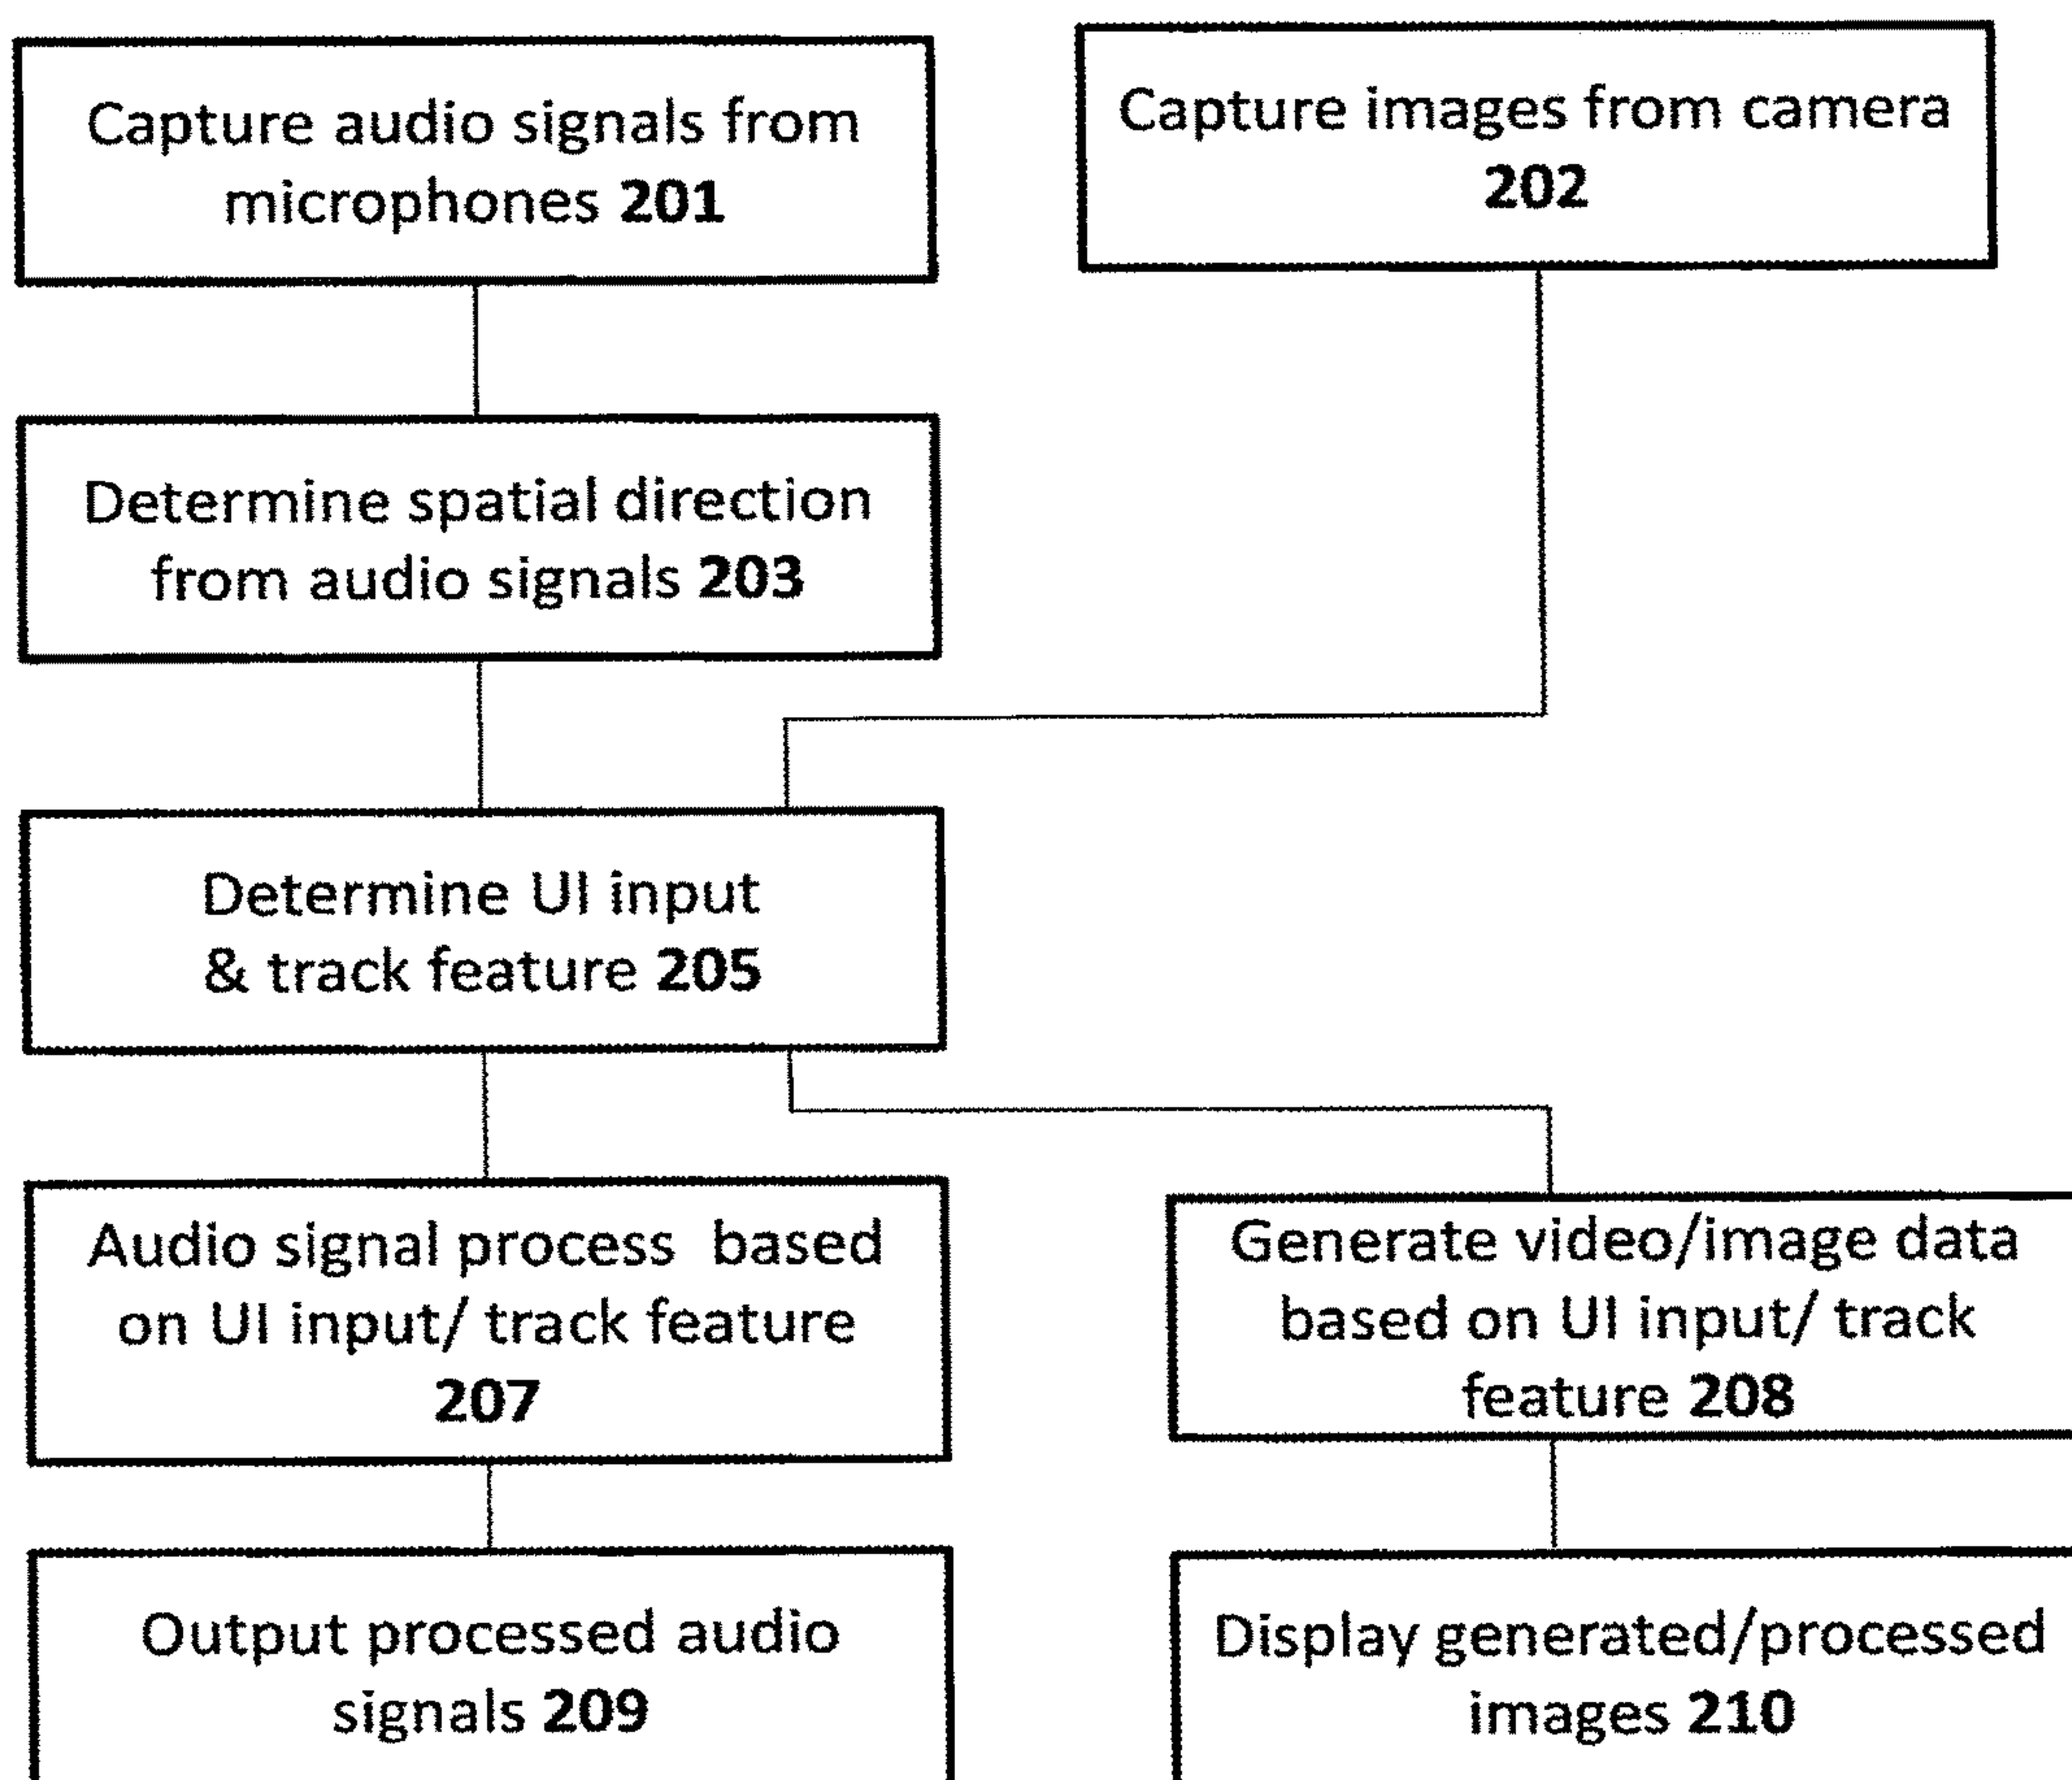 Capture audio signals from
microphones 201
Capture images from camera
202
Determine spatial direction
from audio signals 203
Determine UI input
& track feature 205
Audio signal process based
on UI input/ track feature
207
Generate video/image data
based on UI input/ track
feature 208
Output processed audio
signals 209
Display generated/processed
images 210